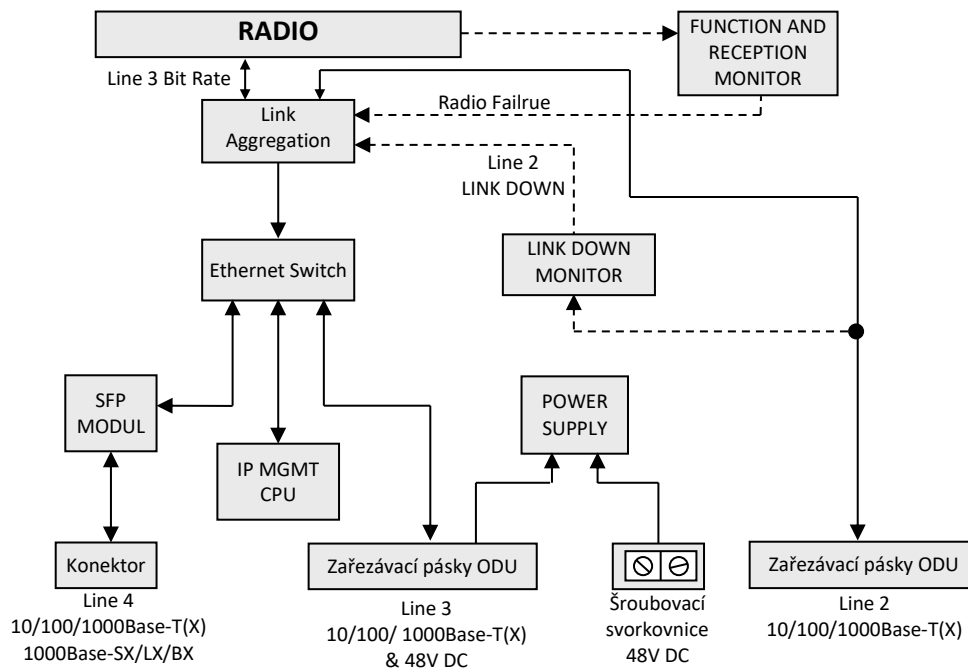 RADIO
FUNCTION AND
RECEPTION
MONITOR
Line 3 Bit Rate
Radio Failrue
Link
Aggregation
Line 2
LINK DOWN
Ethernet Switch
LINK DOWN
MONITOR
SFP
MODUL
POWER
SUPPLY
IP MGMT
CPU
Konektor
Zařezávací pásky ODU
Zařezávací pásky ODU
Line 4
10/100/1000Base-T(X)
1000Base-SX/LX/BX
Line 3
10/100/ 1000Base-T(X)
& 48V DC
Šroubovací
svorkovnice
48V DC
Line 2
10/100/1000Base-T(X)